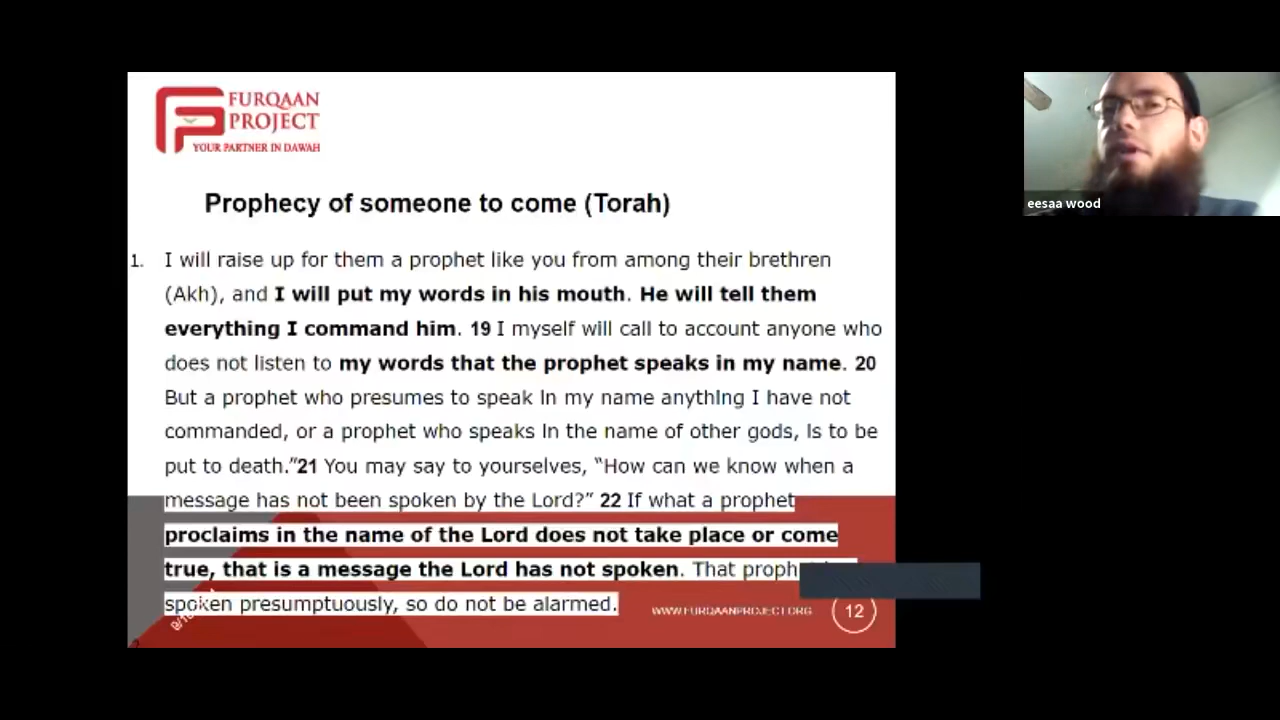 FURQAAN
PROJECT
YOUR PARTNER IN DAWAH
eesaa wood
Prophecy of someone to come (Torah)
1. I will raise up for them a prophet like you from among their brethren
(Akh), and I will put my words in his mouth. He will tell them
everything I command him. 19 I myself will call to account anyone who
does not listen to my words that the prophet speaks in my name. 20
But a prophet who presumes to speak in my name anything I have not
commanded, or a prophet who speaks in the name of other gods, is to be
put to death.”21 You may say to yourselves, “How can we know when a
message has not been spoken by the Lord?” 22 If what a prophet
proclaims in the name of the Lord does not take place or come
true, that is a message the Lord has not spoken. That
spoken presumptuously, so do not be alarmed.
WWW.FURQAANPROJECT.ORG
12